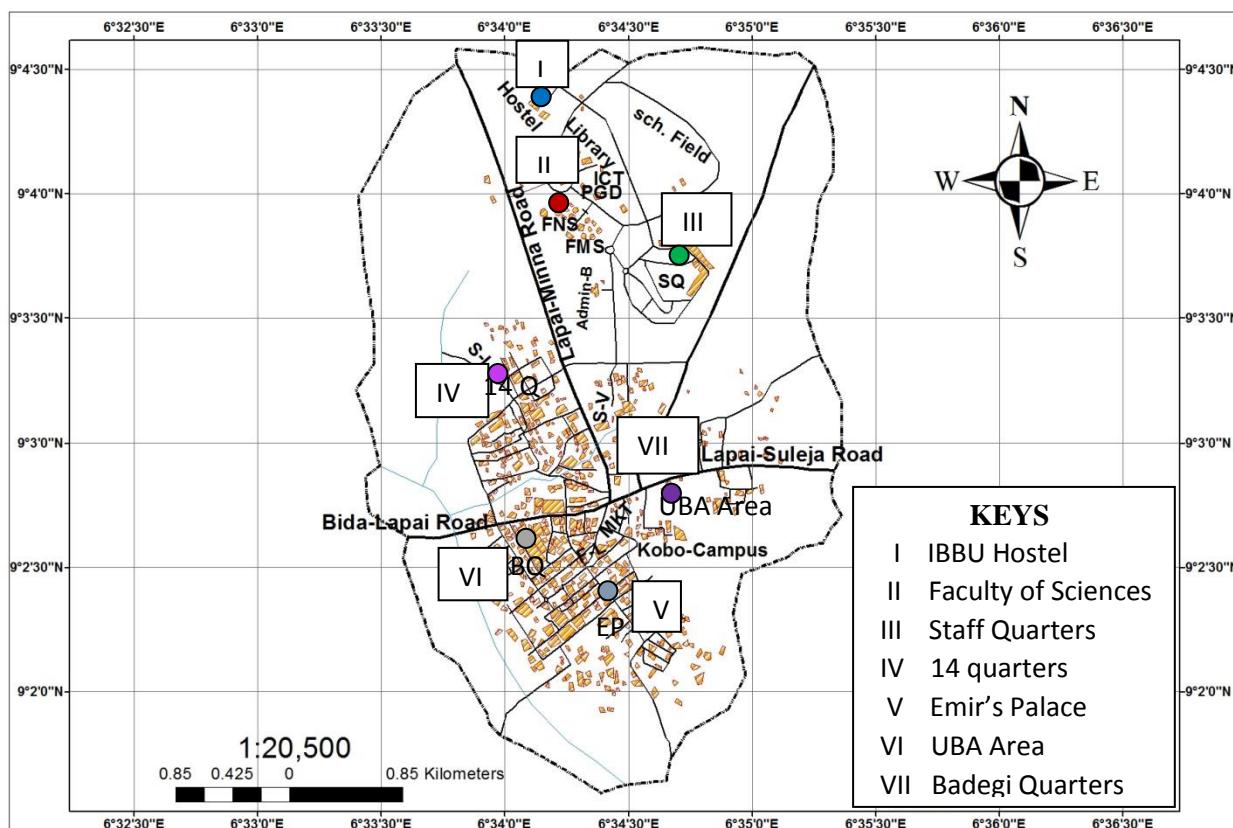 6°32'30"E 6°33'0"E 6°33'30"E 6°34'0"E 6°34'30"E 6°35'0"E 6°35'30"E 6°36'0"E 6°36'30"E
9°4'30"N
9°4'30"N
I
Hostel
Library
sch. Field
II
ICT
PGD
9°4'0"N
9°4'0"N
FNS
FMS
III
SQ
Admin-B
Lapai-Minna Road
N
W
E
S
9°3'30"N
9°3'30"N
IV
14 Q
S-V
9°3'0"N
9°3'0"N
VII
Lapai-Suleja Road
UBA Area
Bida-Lapai Road
MKT
Kobo-Campus
9°22'30"N
9°22'30"N
VI
BQ
EP
V
9°2'0"N
9°2'0"N
1:20,500
0.85 0.425 0 0.85 Kilometers
KEYS
I IBBU Hostel
II Faculty of Sciences
III Staff Quarters
IV 14 quarters
V Emir's Palace
VI UBA Area
VII Badegi Quarters
6°32'30"E 6°33'0"E 6°33'30"E 6°34'0"E 6°34'30"E 6°35'0"E 6°35'30"E 6°36'0"E 6°36'30"E